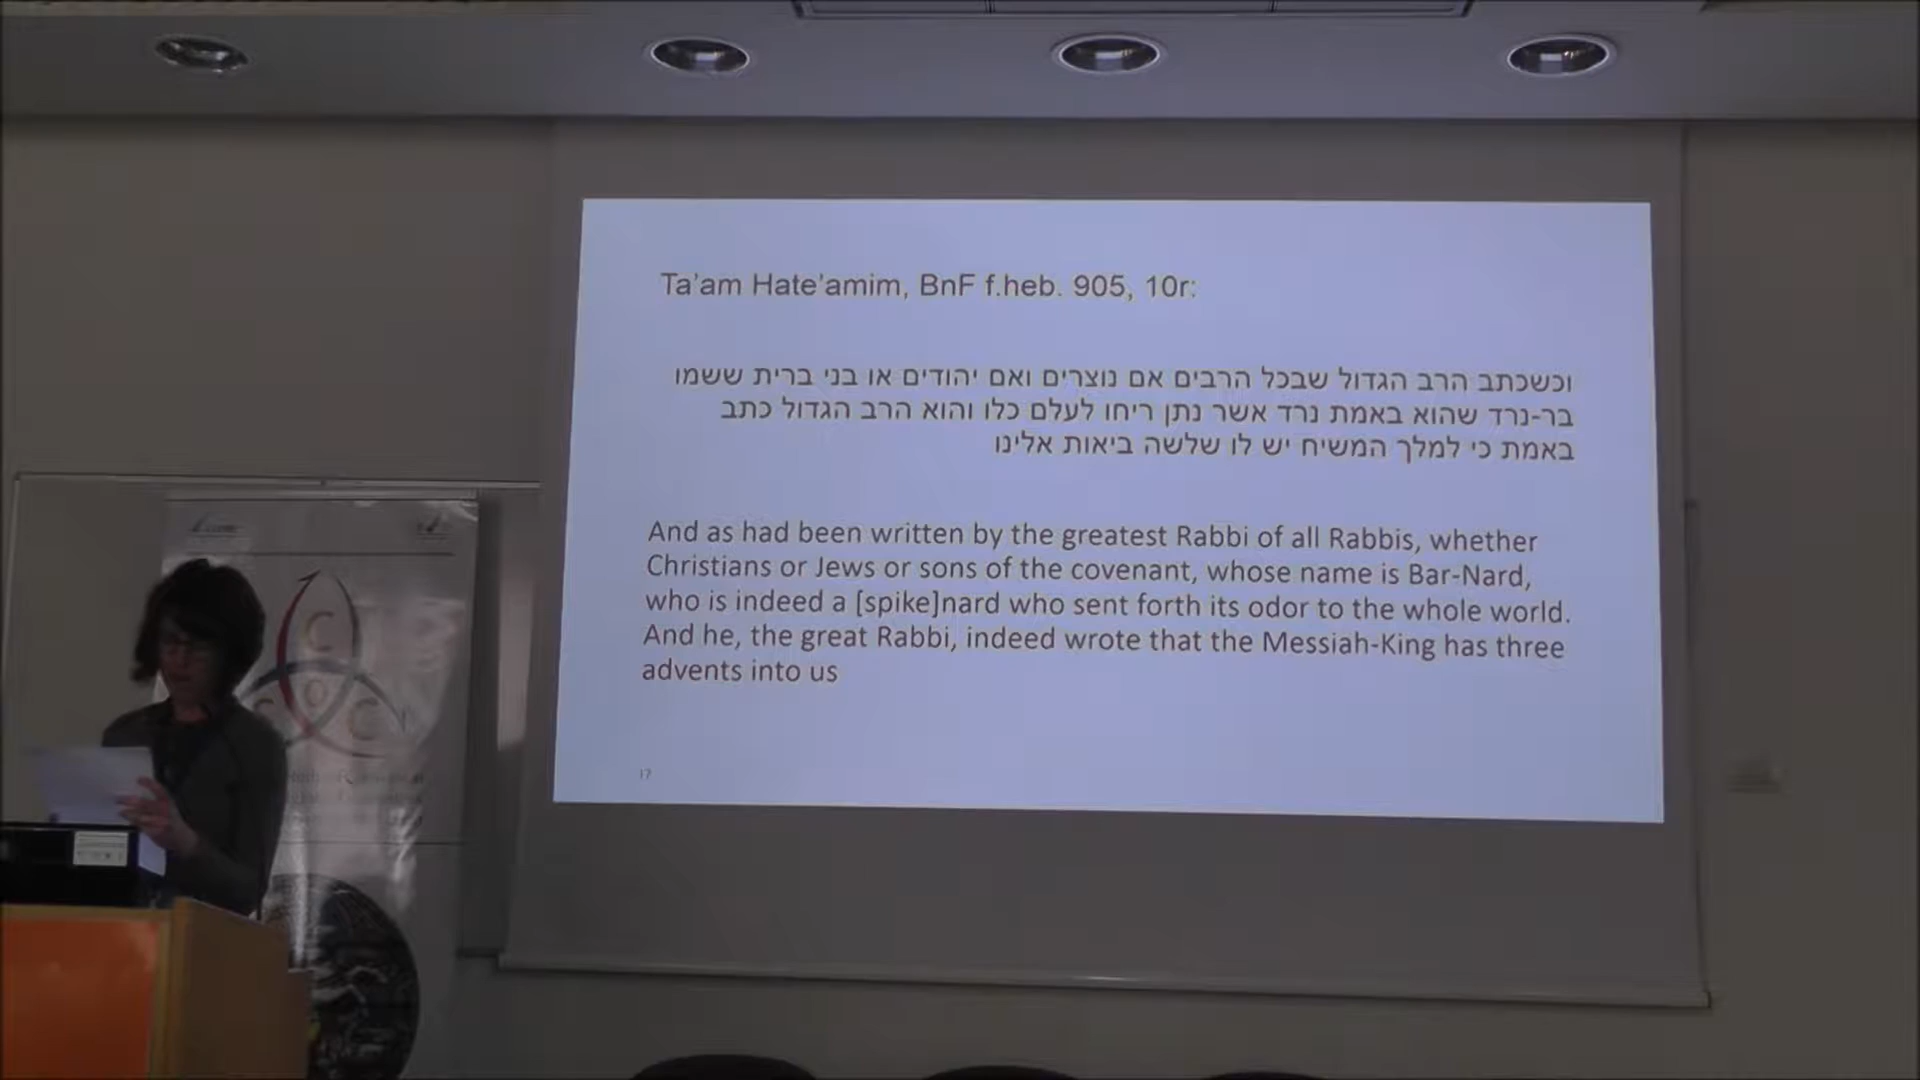 Ta'am Hate'amim, BnF f.heb. 905, 10r:
וכשכתב הרב הגדול שבכל הרבים אם נוצרים ואם יהודים או בני ברית ששמו
בר-נרד שהוא באמת נרד אשר נתן ריחו לעלם כלו והוא הרב הגדול כתב
באמת כי למלך המשיח יש לו שלשה ביאות אלינו
And as had been written by the greatest Rabbi of all Rabbis, whether
Christians or Jews or sons of the covenant, whose name is Bar-Nard,
who is indeed a [spike]nard who sent forth its odor to the whole world.
And he, the great Rabbi, indeed wrote that the Messiah-King has three
advents into us
17